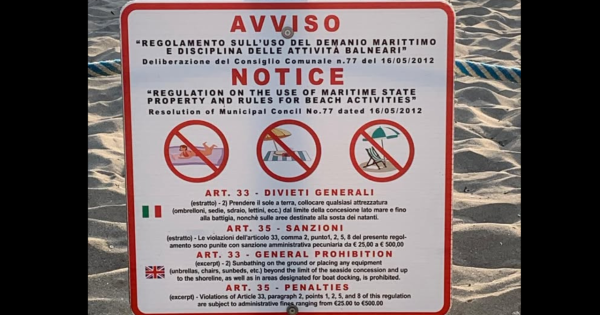 AVVISO
“REGOLAMENTO SULL’USO DEL DEMANIO MARITTIMO
E DISCIPLINA DELLE ATTIVITÀ BALNEARI”
Deliberazione del Consiglio Comunale n.77 del 16/05/2012
NOTICE
“REGULATION ON THE USE OF MARITIME STATE
PROPERTY AND RULES FOR BEACH ACTIVITIES”
Resolution of Municipal Concil No.77 dated 16/05/2012
ART. 33 - DIVIETI GENERALI
(estratto) - 2) Prendere il sole a terra, collocare qualsiasi attrezzatura
(ombrelloni, sedie, sdraio, lettini, ecc.) dal limite della concesione lato mare e fino
alla battigia, nonché sulle aree destinate alla sosta dei natanti.
ART. 35 - SANZIONI
(estratto) - Le violazioni dell’articolo 33, comma 2, punto1, 2, 5, 8 del presente regolamento
sono punite con sanzione amministrativa pecuniaria da € 25,00 a € 500,00
ART. 33 - GENERAL PROHIBITION
(excerpt) - 2) Sunbathing on the ground or placing any equipment
(umbrellas, chairs, sunbeds, etc.) beyond the limit of the seaside concession and up
to the shoreline, as well as in areas designated for boat docking, is prohibited.
ART. 35 - PENALTIES
(excerpt) - Violations of Article 33, paragraph 2, points 1, 2, 5, and 8 of this regulation
are subject to administrative fines ranging from €25.00 to €500.00